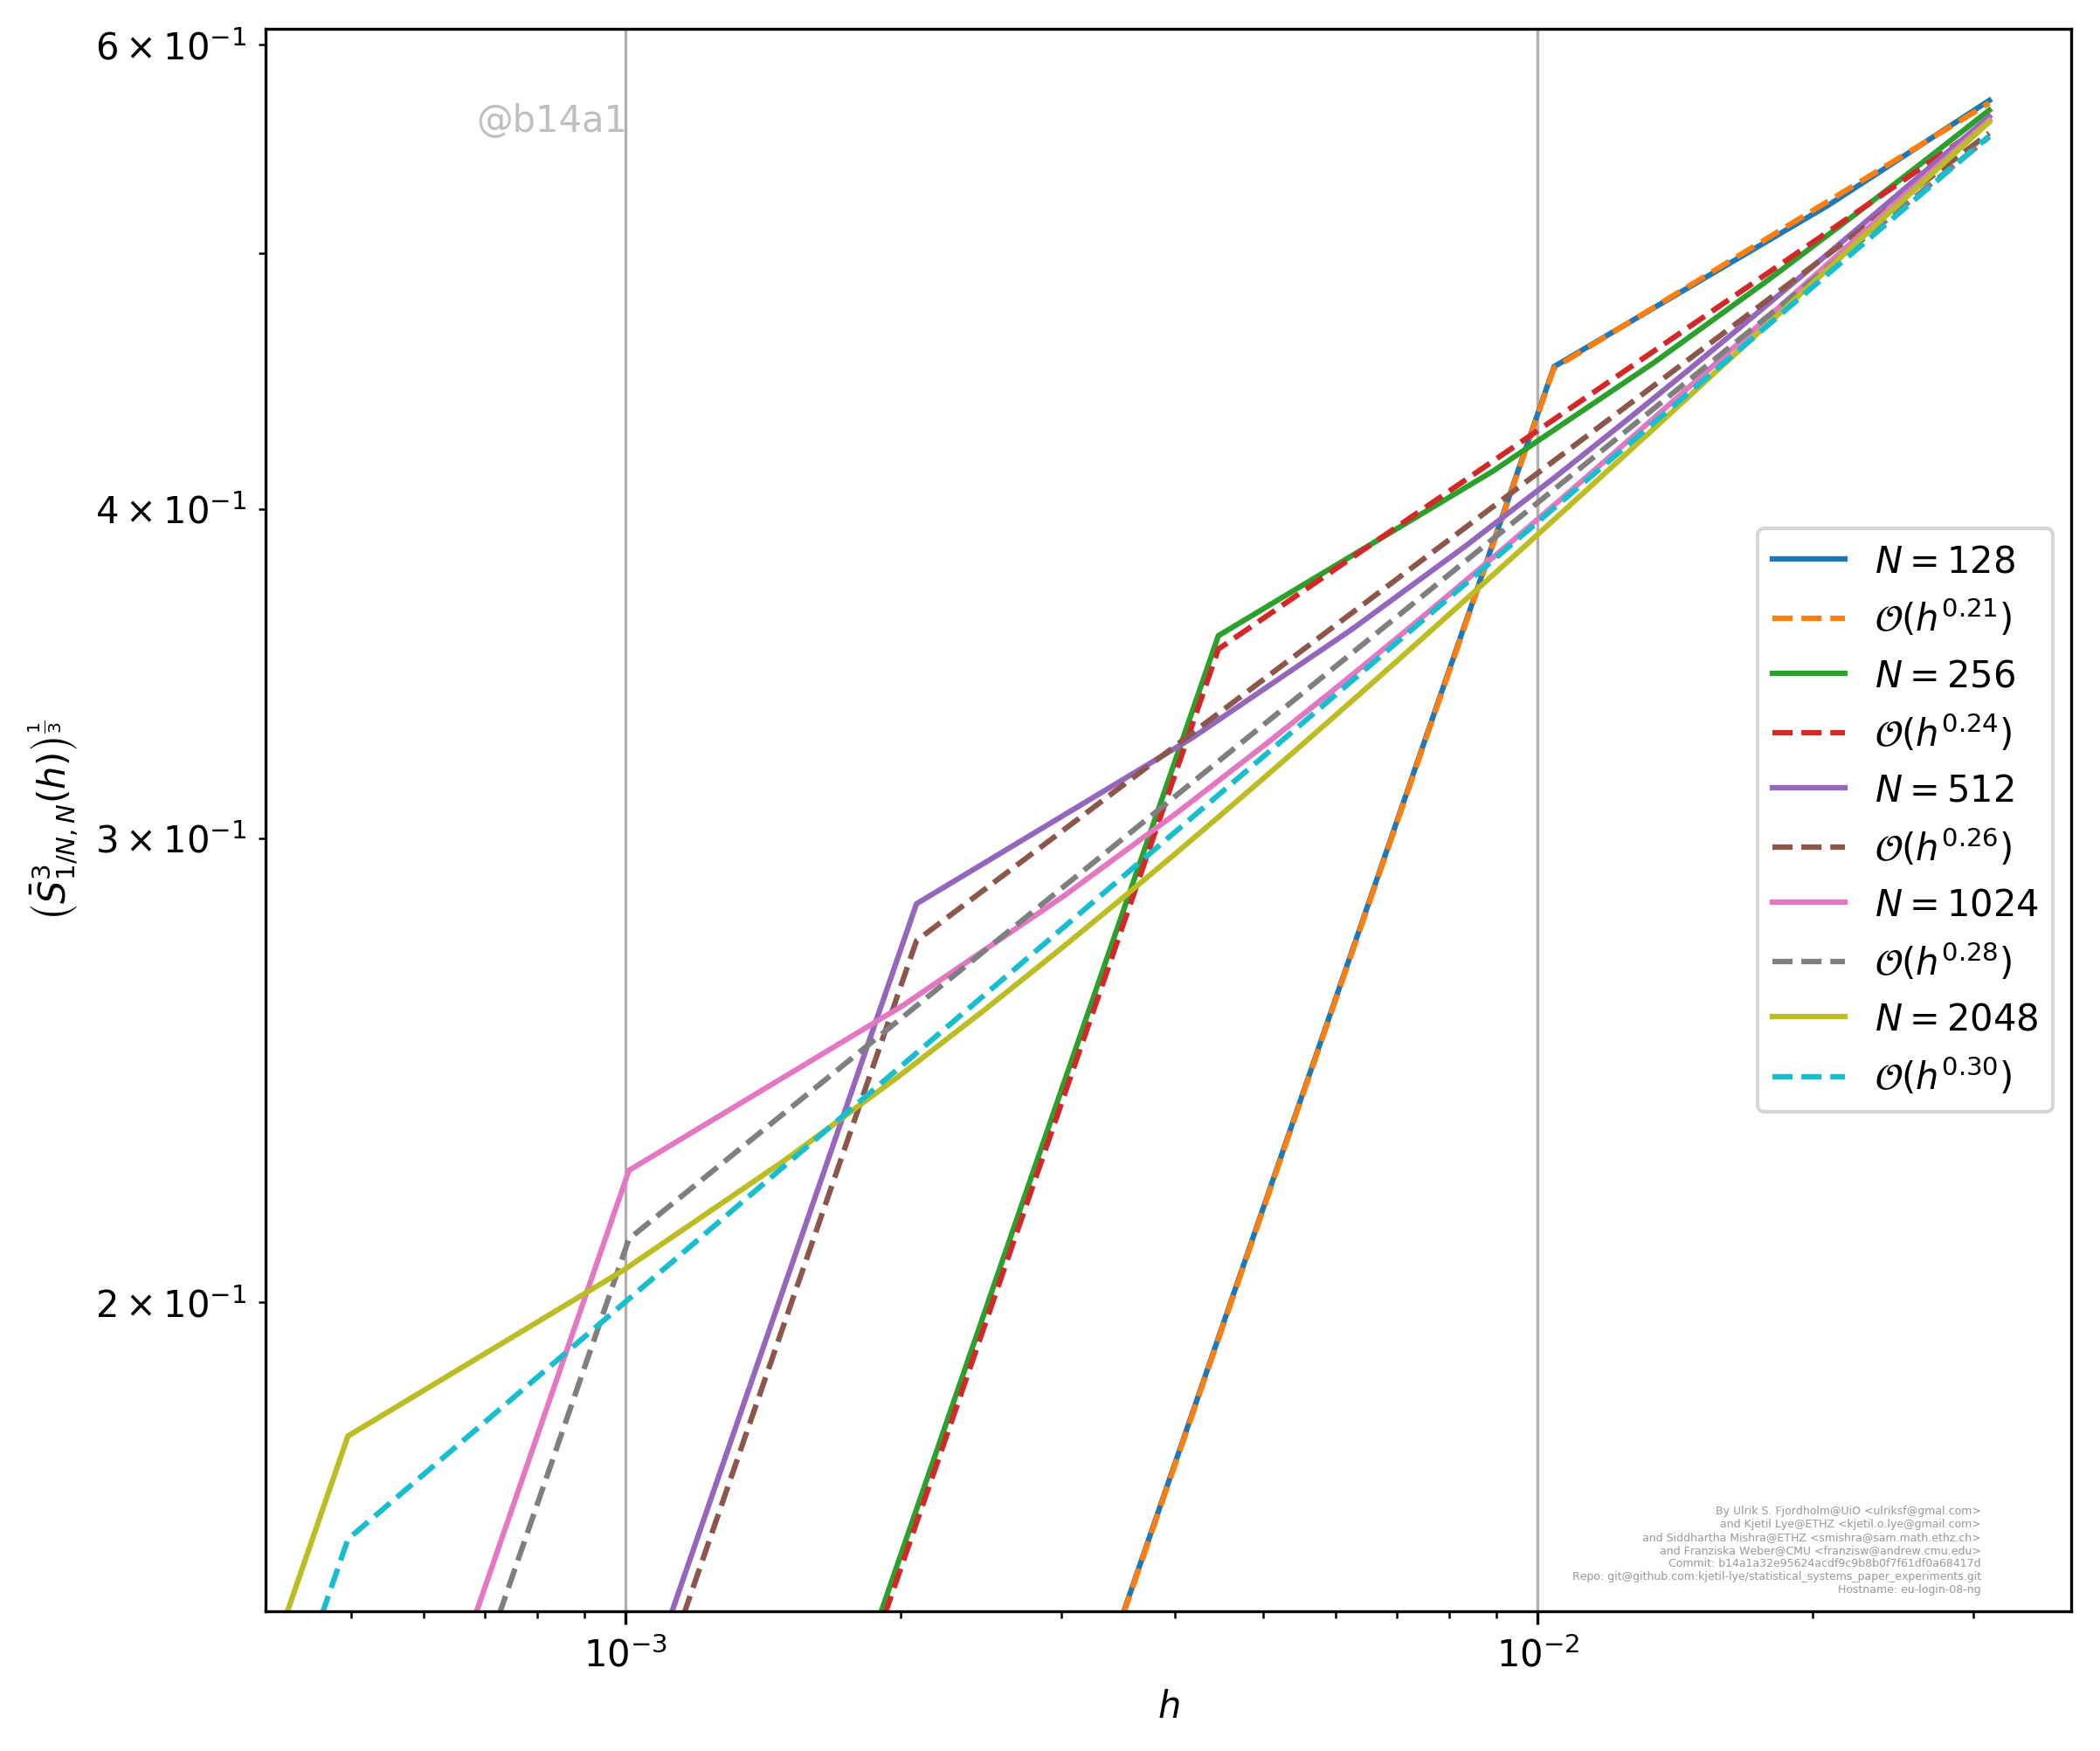 6 × 10⁻¹
@b14a1
4 × 10⁻¹
3 × 10⁻¹
2 × 10⁻¹
(S̄³₁/N, N(h))^(1/3)
N = 128
𝒪(h^0.21)
N = 256
𝒪(h^0.24)
N = 512
𝒪(h^0.26)
N = 1024
𝒪(h^0.28)
N = 2048
𝒪(h^0.30)
By Ulrik S. Fjordholm@UiO <ulriksf@gmal.com>
and Kjetil Lye@ETHZ <kjetil.o.lye@gmail.com>
and Siddhartha Mishra@ETHZ <smishra@sam.math.ethz.ch>
and Franziska Weber@CMU <franzisw@andrew.cmu.edu>
Commit: b14a1a32e95624acdf9c9b8b0f7f61df0a68417d
Repo: git@github.com:kjetil-lye/statistical_systems_paper_experiments.git
Hostname: eu-login-08-ng
10⁻³
10⁻²
h